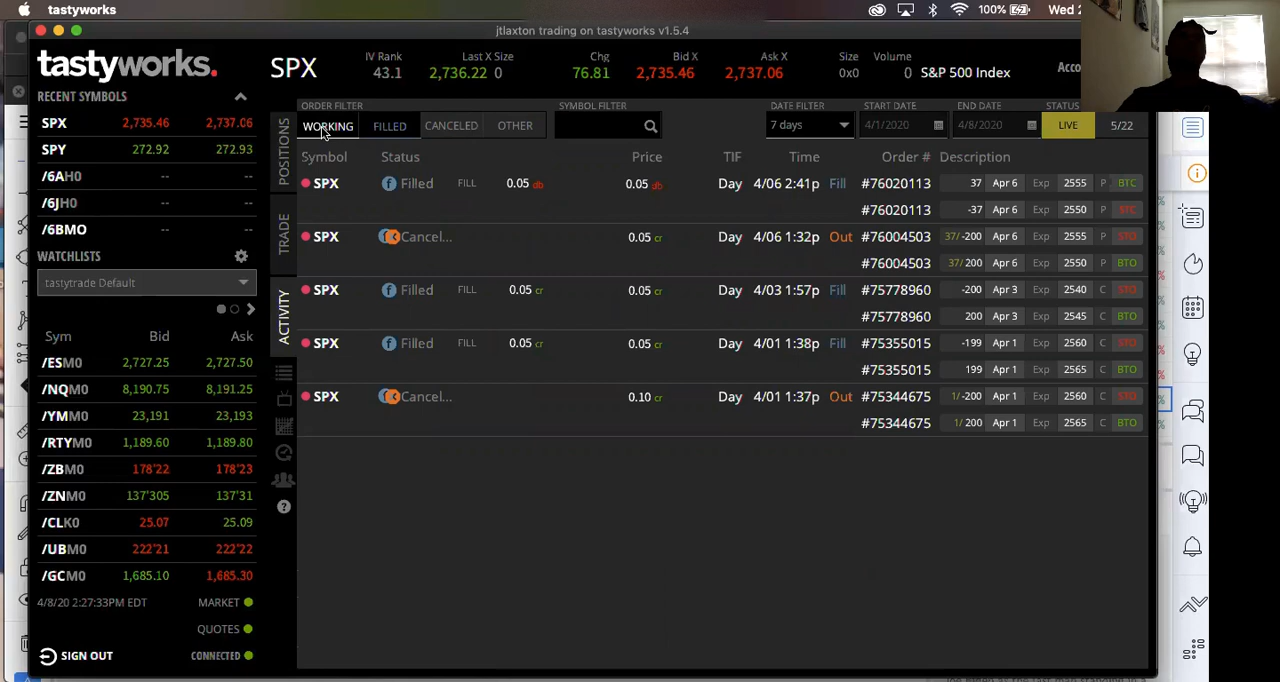 tastyworks
100%
Wed 2
jtlaxton trading on tastyworks v1.5.4
tastyworks.
SPX
IV Rank
43.1
Last X Size
2,736.22 0
Chg
76.81
Bid X
2,735.46
Ask X
2,737.06
Size
0x0
Volume
0
S&P 500 Index
Acco
RECENT SYMBOLS
SPX 2,735.46 2,737.06
SPY 272.92 272.93
/6AH0 -- --
/6JH0 -- --
/6BM0 -- --
WATCHLISTS
tastytrade Default
Sym Bid Ask
/ESM0 2,727.25 2,727.50
/NQM0 8,190.75 8,191.25
/YMM0 23,191 23,193
/RTYM0 1,189.60 1,189.80
/ZBM0 178'22 178'23
/ZNM0 137'305 137'31
/CLK0 25.07 25.09
/UBM0 222'21 222'22
/GCM0 1,685.10 1,685.30
4/8/20 2:27:33PM EDT MARKET
QUOTES
SIGN OUT CONNECTED
POSITIONS
TRADE
ACTIVITY
ORDER FILTER SYMBOL FILTER DATE FILTER START DATE END DATE STATUS
WORKING FILLED CANCELED OTHER 7 days 4/1/2020 4/8/2020 LIVE 5/22
Symbol Status Price TIF Time Order # Description
SPX f Filled FILL 0.05 db 0.05 db Day 4/06 2:41p Fill #76020113 37 Apr 6 Exp 2555 P BTC
#76020113 -37 Apr 6 Exp 2550 P STC
SPX Cancel... 0.05 cr Day 4/06 1:32p Out #76004503 37/-200 Apr 6 Exp 2555 P STO
#76004503 37/ 200 Apr 6 Exp 2550 P BTO
SPX f Filled FILL 0.05 cr 0.05 cr Day 4/03 1:57p Fill #75778960 -200 Apr 3 Exp 2540 C STO
#75778960 200 Apr 3 Exp 2545 C BTO
SPX f Filled FILL 0.05 cr 0.05 cr Day 4/01 1:38p Fill #75355015 -199 Apr 1 Exp 2560 C STO
#75355015 199 Apr 1 Exp 2565 C BTO
SPX Cancel... 0.10 cr Day 4/01 1:37p Out #75344675 1/-200 Apr 1 Exp 2560 C STO
#75344675 1/ 200 Apr 1 Exp 2565 C BTO